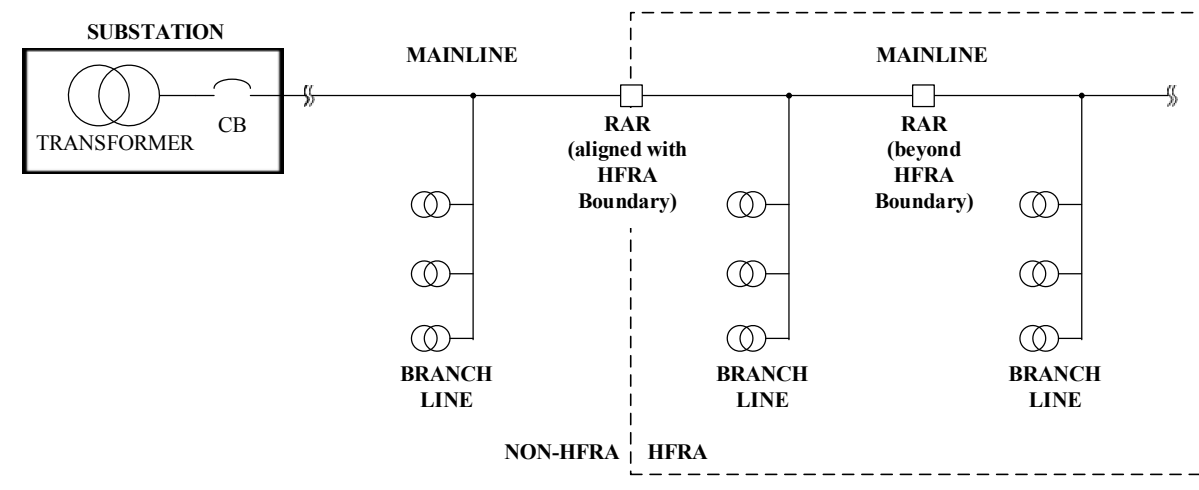 SUBSTATION
TRANSFORMER
CB
MAINLINE
MAINLINE
RAR
(aligned with
HFRA
Boundary)
RAR
(beyond
HFRA
Boundary)
BRANCH
LINE
BRANCH
LINE
BRANCH
LINE
NON-HFRA
HFRA